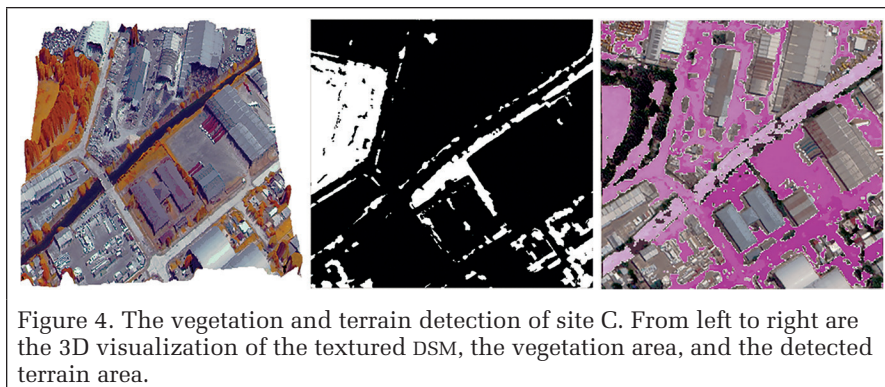 Figure 4. The vegetation and terrain detection of site C. From left to right are
the 3D visualization of the textured DSM, the vegetation area, and the detected
terrain area.